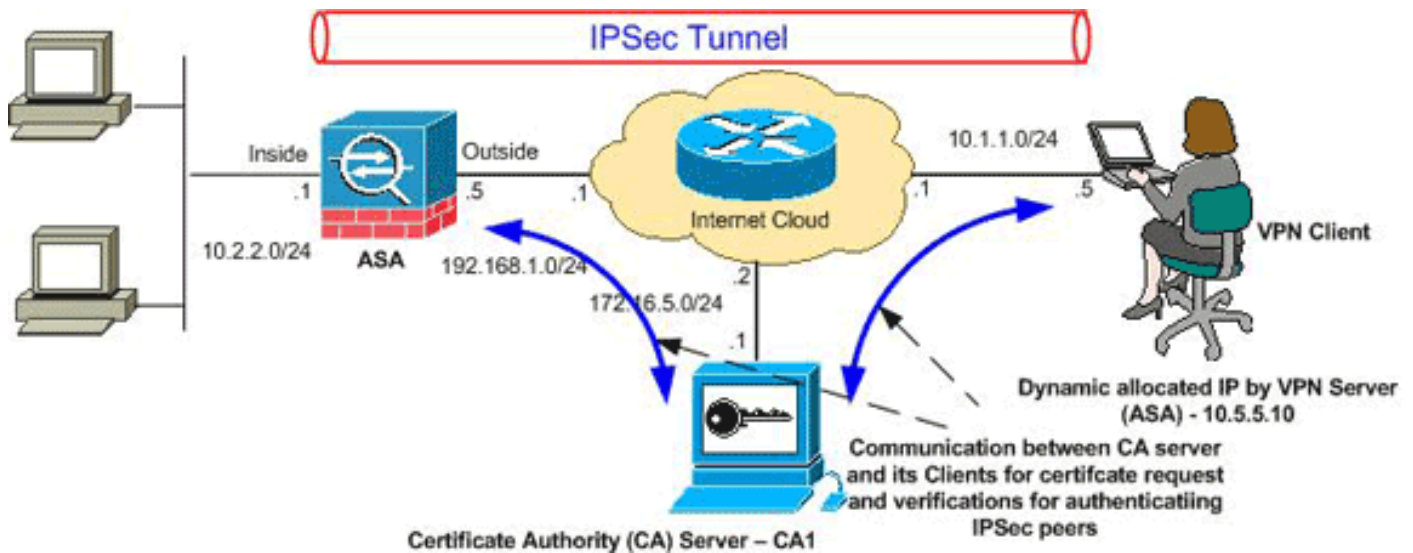 IPSec Tunnel
Inside
Outside
10.1.1.0/24
.1
.5
.1
.1
.5
Internet Cloud
VPN Client
10.2.2.0/24
ASA
192.168.1.0/24
.2
172.16.5.0/24
.1
Dynamic allocated IP by VPN Server
(ASA) - 10.5.5.10
Communication between CA server
and its Clients for certifcate request
and verifications for authenticatiing
IPSec peers
Certificate Authority (CA) Server – CA1